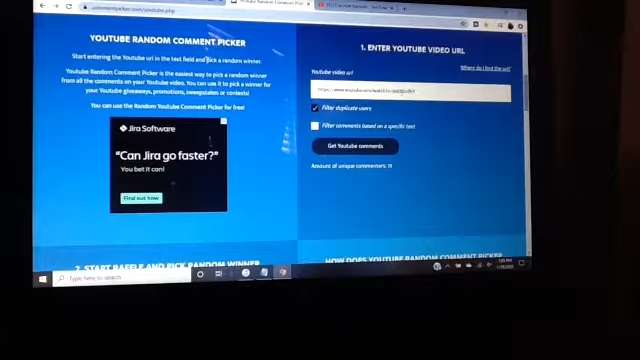 commentpicker.com/youtube.php
YOUTUBE RANDOM COMMENT PICKER
Start entering the Youtube url in the text field and pick a random winner.
Youtube Random Comment Picker is the easiest way to pick a random winner
from all the comments on your Youtube video. You can use it to pick a winner for
your Youtube giveaways, promotions, sweepstakes or contests!
You can use the Random Youtube Comment Picker for free!
Jira Software
“Can Jira go faster?”
You bet it can!
Find out how
1. ENTER YOUTUBE VIDEO URL
Where do I find the url?
Youtube video url
Filter duplicate users
Filter comments based on a specific text
Get Youtube comments
Amount of unique commentors:
2. START RAFFLE AND PICK RANDOM WINNER
HOW DOES YOUTUBE RANDOM COMMENT PICKER
Type here to search